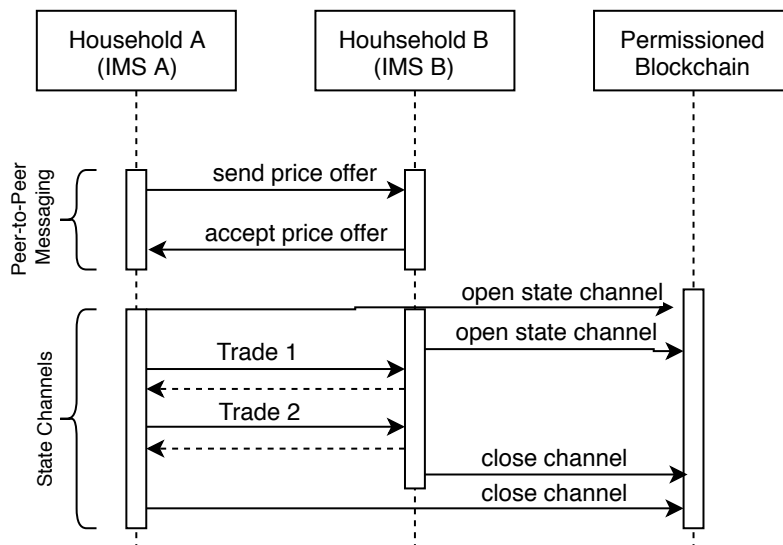 Household A
(IMS A)
Houhsehold B
(IMS B)
Permissioned
Blockchain
Peer-to-Peer
Messaging
send price offer
accept price offer
State Channels
open state channel
open state channel
Trade 1
Trade 2
close channel
close channel